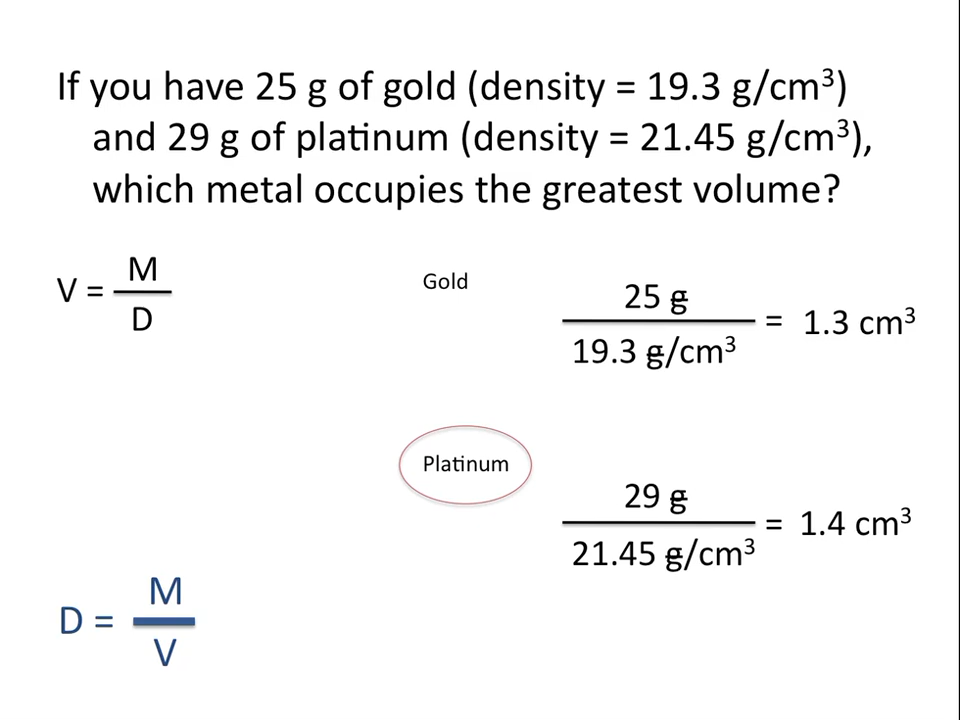 If you have 25 g of gold (density = 19.3 g/cm³)
and 29 g of platinum (density = 21.45 g/cm³),
which metal occupies the greatest volume?
V = M
D
Gold
25 g
19.3 g/cm³
= 1.3 cm³
Platinum
29 g
21.45 g/cm³
= 1.4 cm³
D = M
V